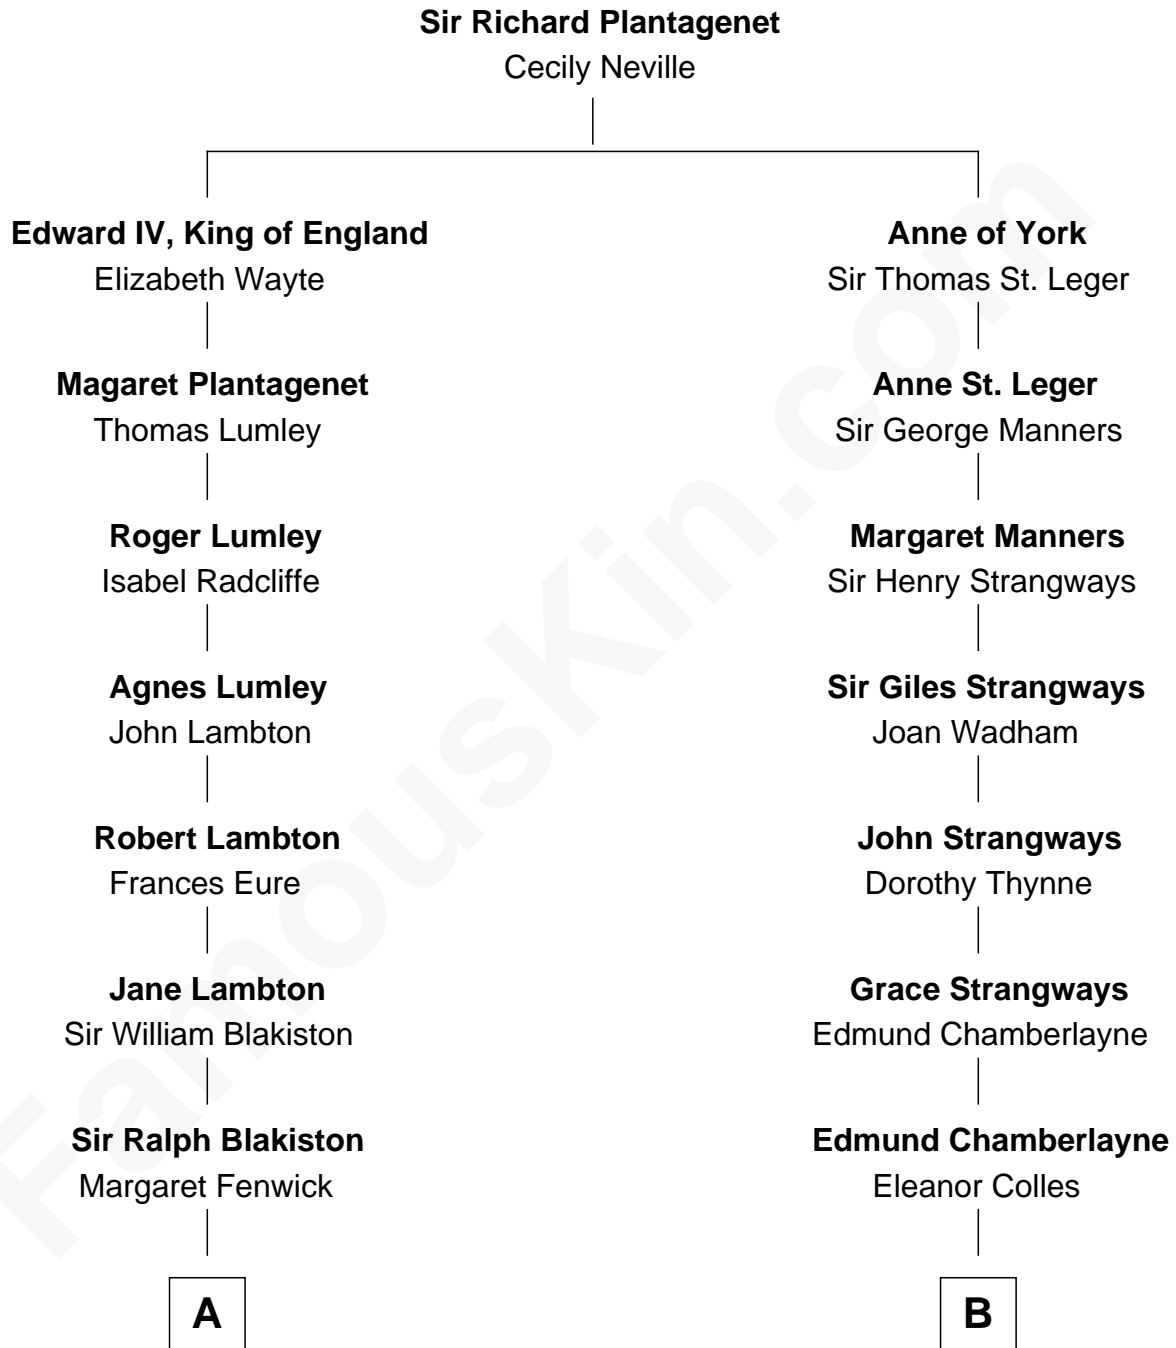 Sir Richard Plantagenet
Cecily Neville
Edward IV, King of England
Elizabeth Wayte
Anne of York
Sir Thomas St. Leger
Magaret Plantagenet
Thomas Lumley
Anne St. Leger
Sir George Manners
Roger Lumley
Isabel Radcliffe
Margaret Manners
Sir Henry Strangways
Agnes Lumley
John Lambton
Sir Giles Strangways
Joan Wadham
Robert Lambton
Frances Eure
John Strangways
Dorothy Thynne
Jane Lambton
Sir William Blakiston
Grace Strangways
Edmund Chamberlayne
Sir Ralph Blakiston
Margaret Fenwick
Edmund Chamberlayne
Eleanor Colles
A
B
FamousKin.com